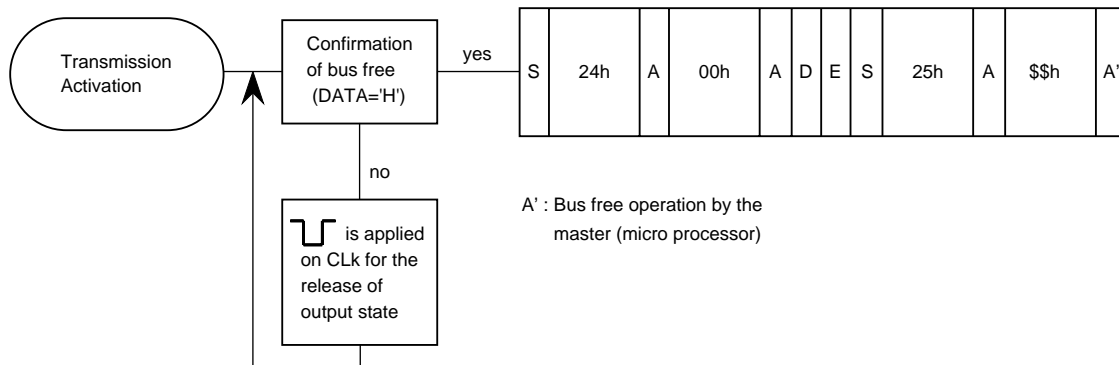 Transmission
Activation
Confirmation
of bus free
(DATA='H')
yes
S 24h A 00h A D E S 25h A $$h A'
no
is applied
on CLk for the
release of
output state
A' : Bus free operation by the
master (micro processor)